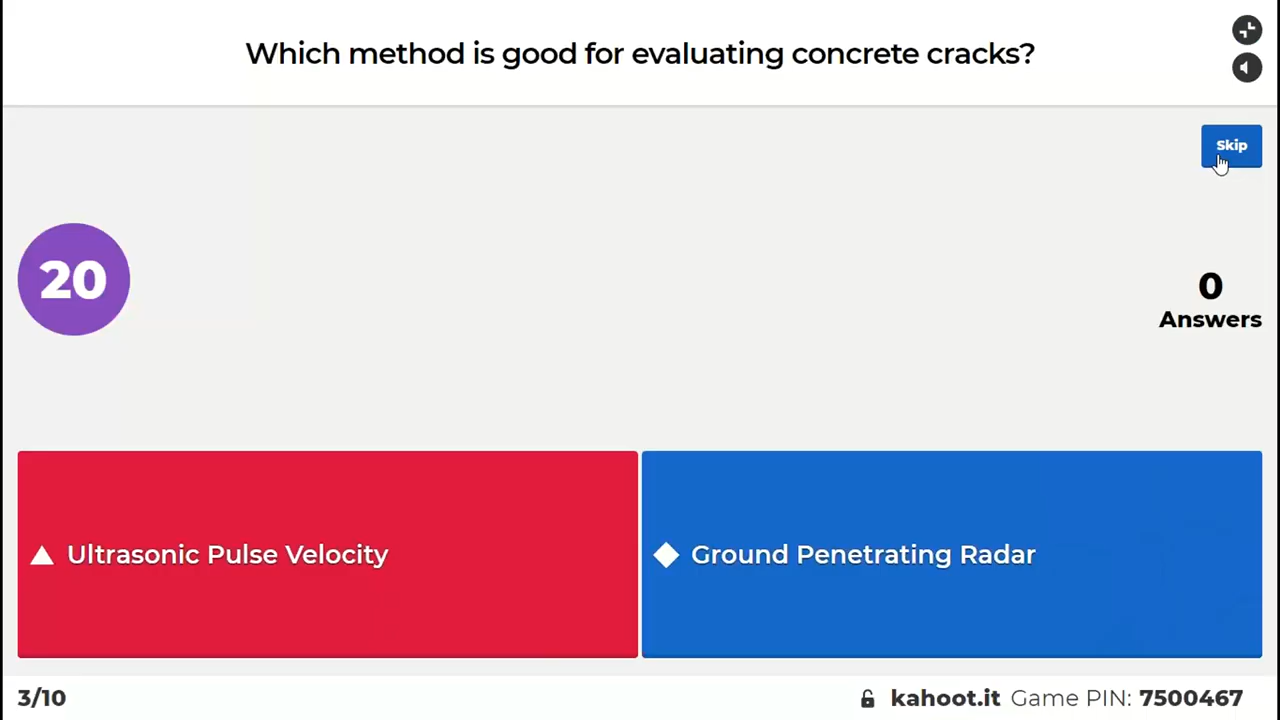 Which method is good for evaluating concrete cracks?
Skip
20
0
Answers
Ultrasonic Pulse Velocity
Ground Penetrating Radar
3/10
kahoot.it Game PIN: 7500467